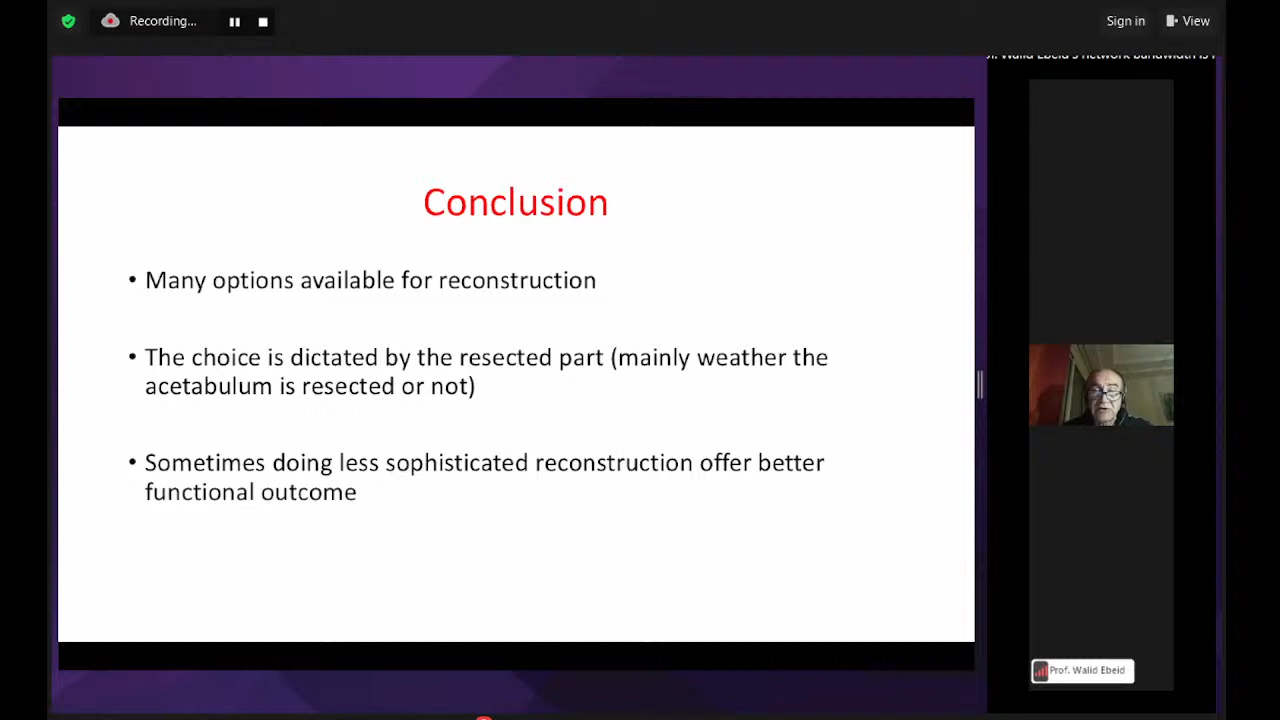 Recording...
Sign in
View
Walid Ebeid's network bandwidth is
Conclusion
• Many options available for reconstruction
• The choice is dictated by the resected part (mainly weather the
acetabulum is resected or not)
• Sometimes doing less sophisticated reconstruction offer better
functional outcome
Prof. Walid Ebeid